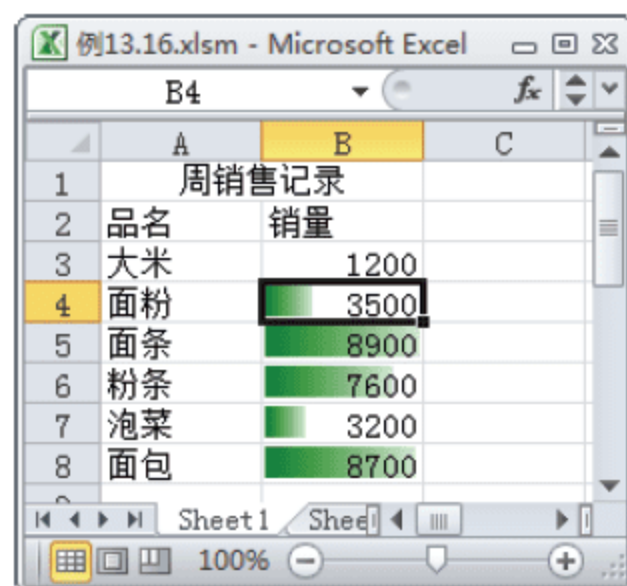 例13.16.xlsm - Microsoft Excel
B4 fx
A B C
1 周销售记录
2 品名 销量
3 大米 1200
4 面粉 3500
5 面条 8900
6 粉条 7600
7 泡菜 3200
8 面包 8700
Sheet1 Shee
100%